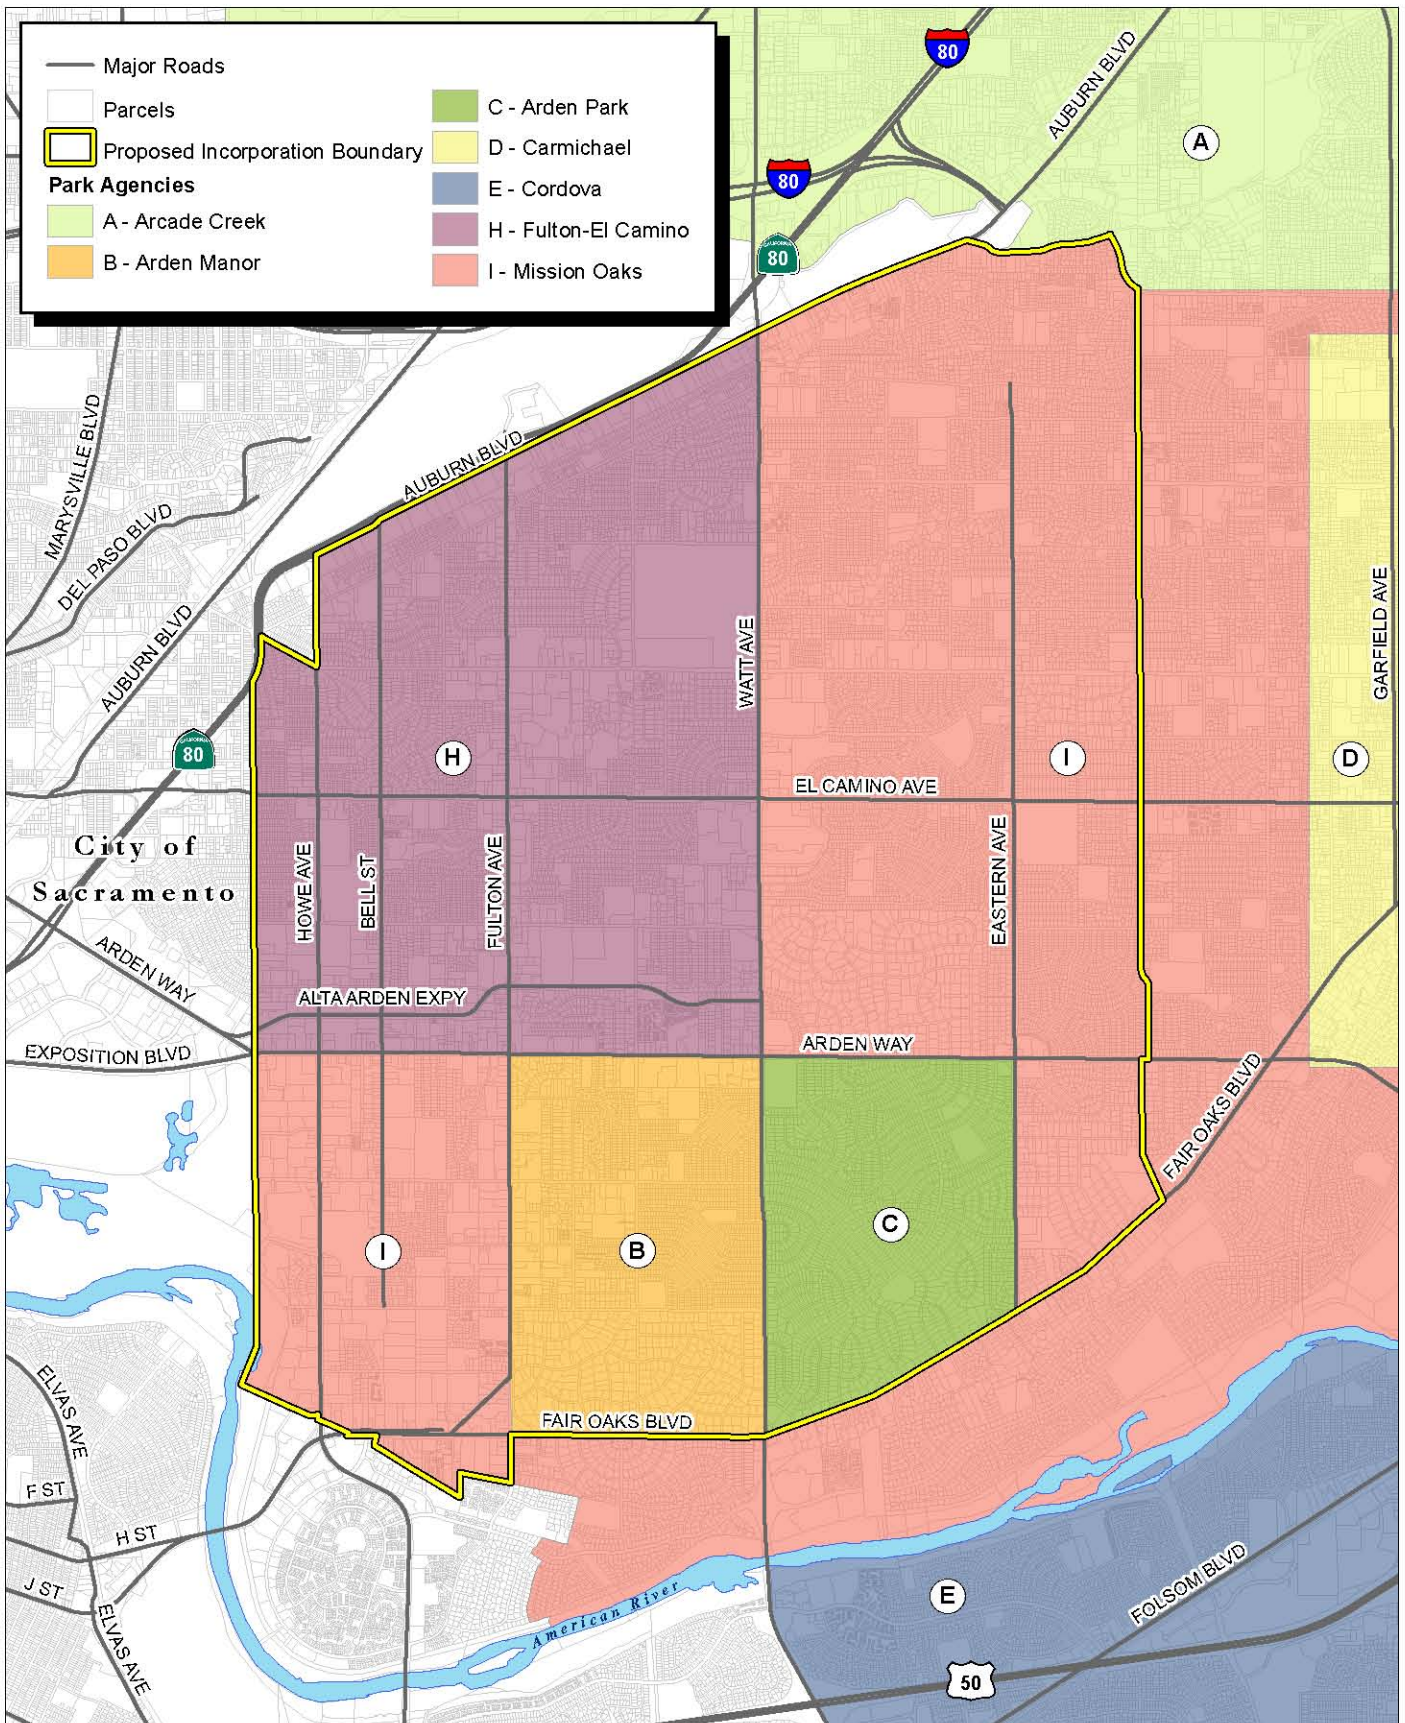 Major Roads
Parcels
Proposed Incorporation Boundary
Park Agencies
A - Arcade Creek
B - Arden Manor
C - Arden Park
D - Carmichael
E - Cordova
H - Fulton-El Camino
I - Mission Oaks
80
AUBURN BLVD
A
80
CALIFORNIA
80
MARYSVILLE BLVD
DEL PASO BLVD
AUBURN BLVD
AUBURN BLVD
WATT AVE
GARFIELD AVE
CALIFORNIA
80
H
I
D
EL CAMINO AVE
City of
Sacramento
HOWE AVE
BELL ST
FULTON AVE
EASTERN AVE
ARDEN WAY
ALTA ARDEN EXPY
EXPOSITION BLVD
ARDEN WAY
FAIR OAKS BLVD
I
B
C
ELVAS AVE
FAIR OAKS BLVD
F ST
H ST
J ST
ELVAS AVE
American River
E
FOLSOM BLVD
50